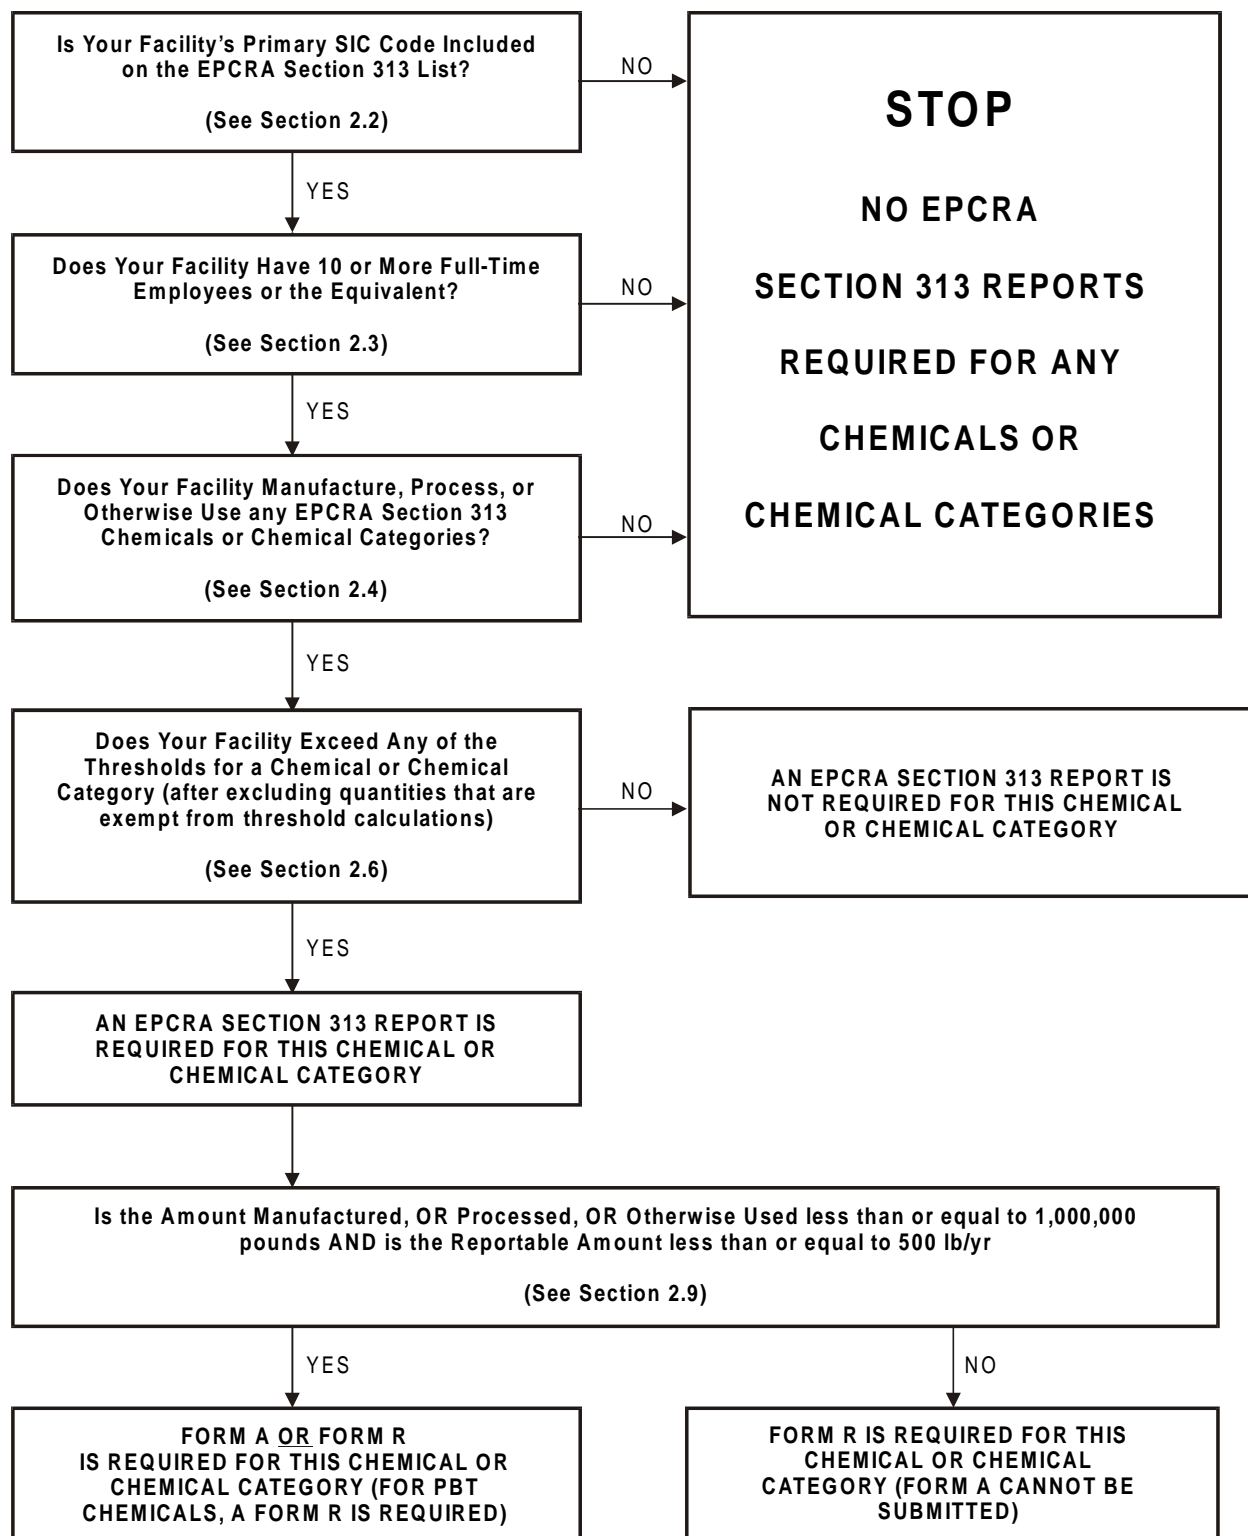 Is Your Facility's Primary SIC Code Included
on the EPCRA Section 313 List?
(See Section 2.2)
NO
STOP
NO EPCRA
SECTION 313 REPORTS
REQUIRED FOR ANY
CHEMICALS OR
CHEMICAL CATEGORIES
YES
Does Your Facility Have 10 or More Full-Time
Employees or the Equivalent?
(See Section 2.3)
NO
YES
Does Your Facility Manufacture, Process, or
Otherwise Use any EPCRA Section 313
Chemicals or Chemical Categories?
(See Section 2.4)
NO
YES
Does Your Facility Exceed Any of the
Thresholds for a Chemical or Chemical
Category (after excluding quantities that are
exempt from threshold calculations)
(See Section 2.6)
NO
AN EPCRA SECTION 313 REPORT IS
NOT REQUIRED FOR THIS CHEMICAL
OR CHEMICAL CATEGORY
YES
AN EPCRA SECTION 313 REPORT IS
REQUIRED FOR THIS CHEMICAL OR
CHEMICAL CATEGORY
Is the Amount Manufactured, OR Processed, OR Otherwise Used less than or equal to 1,000,000
pounds AND is the Reportable Amount less than or equal to 500 lb/yr
(See Section 2.9)
YES
NO
FORM A OR FORM R
IS REQUIRED FOR THIS CHEMICAL OR
CHEMICAL CATEGORY (FOR PBT
CHEMICALS, A FORM R IS REQUIRED)
FORM R IS REQUIRED FOR THIS
CHEMICAL OR CHEMICAL
CATEGORY (FORM A CANNOT BE
SUBMITTED)